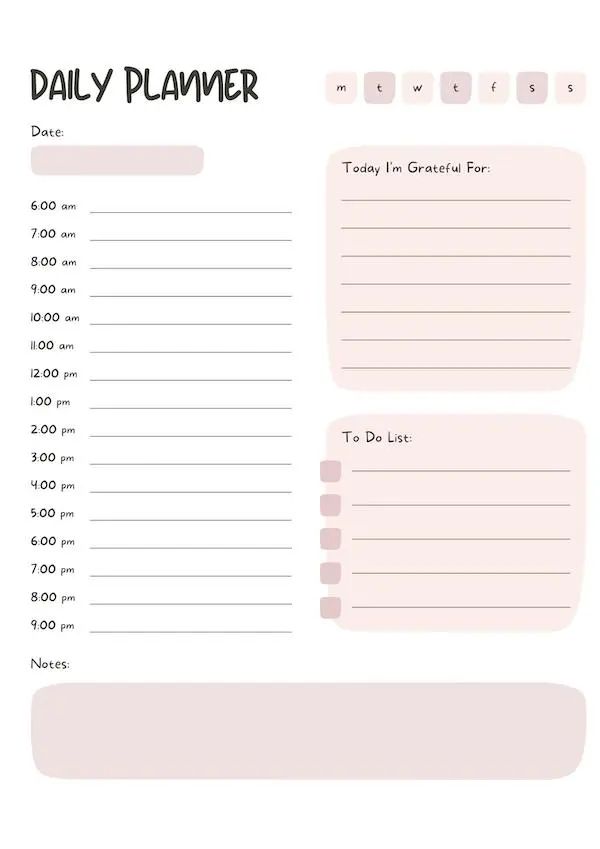 DAILY PLANNER
m t w t f s s
Date:
6:00 am
7:00 am
8:00 am
9:00 am
10:00 am
11:00 am
12:00 pm
1:00 pm
2:00 pm
3:00 pm
4:00 pm
5:00 pm
6:00 pm
7:00 pm
8:00 pm
9:00 pm
Today I'm Grateful For:
To Do List:
Notes: